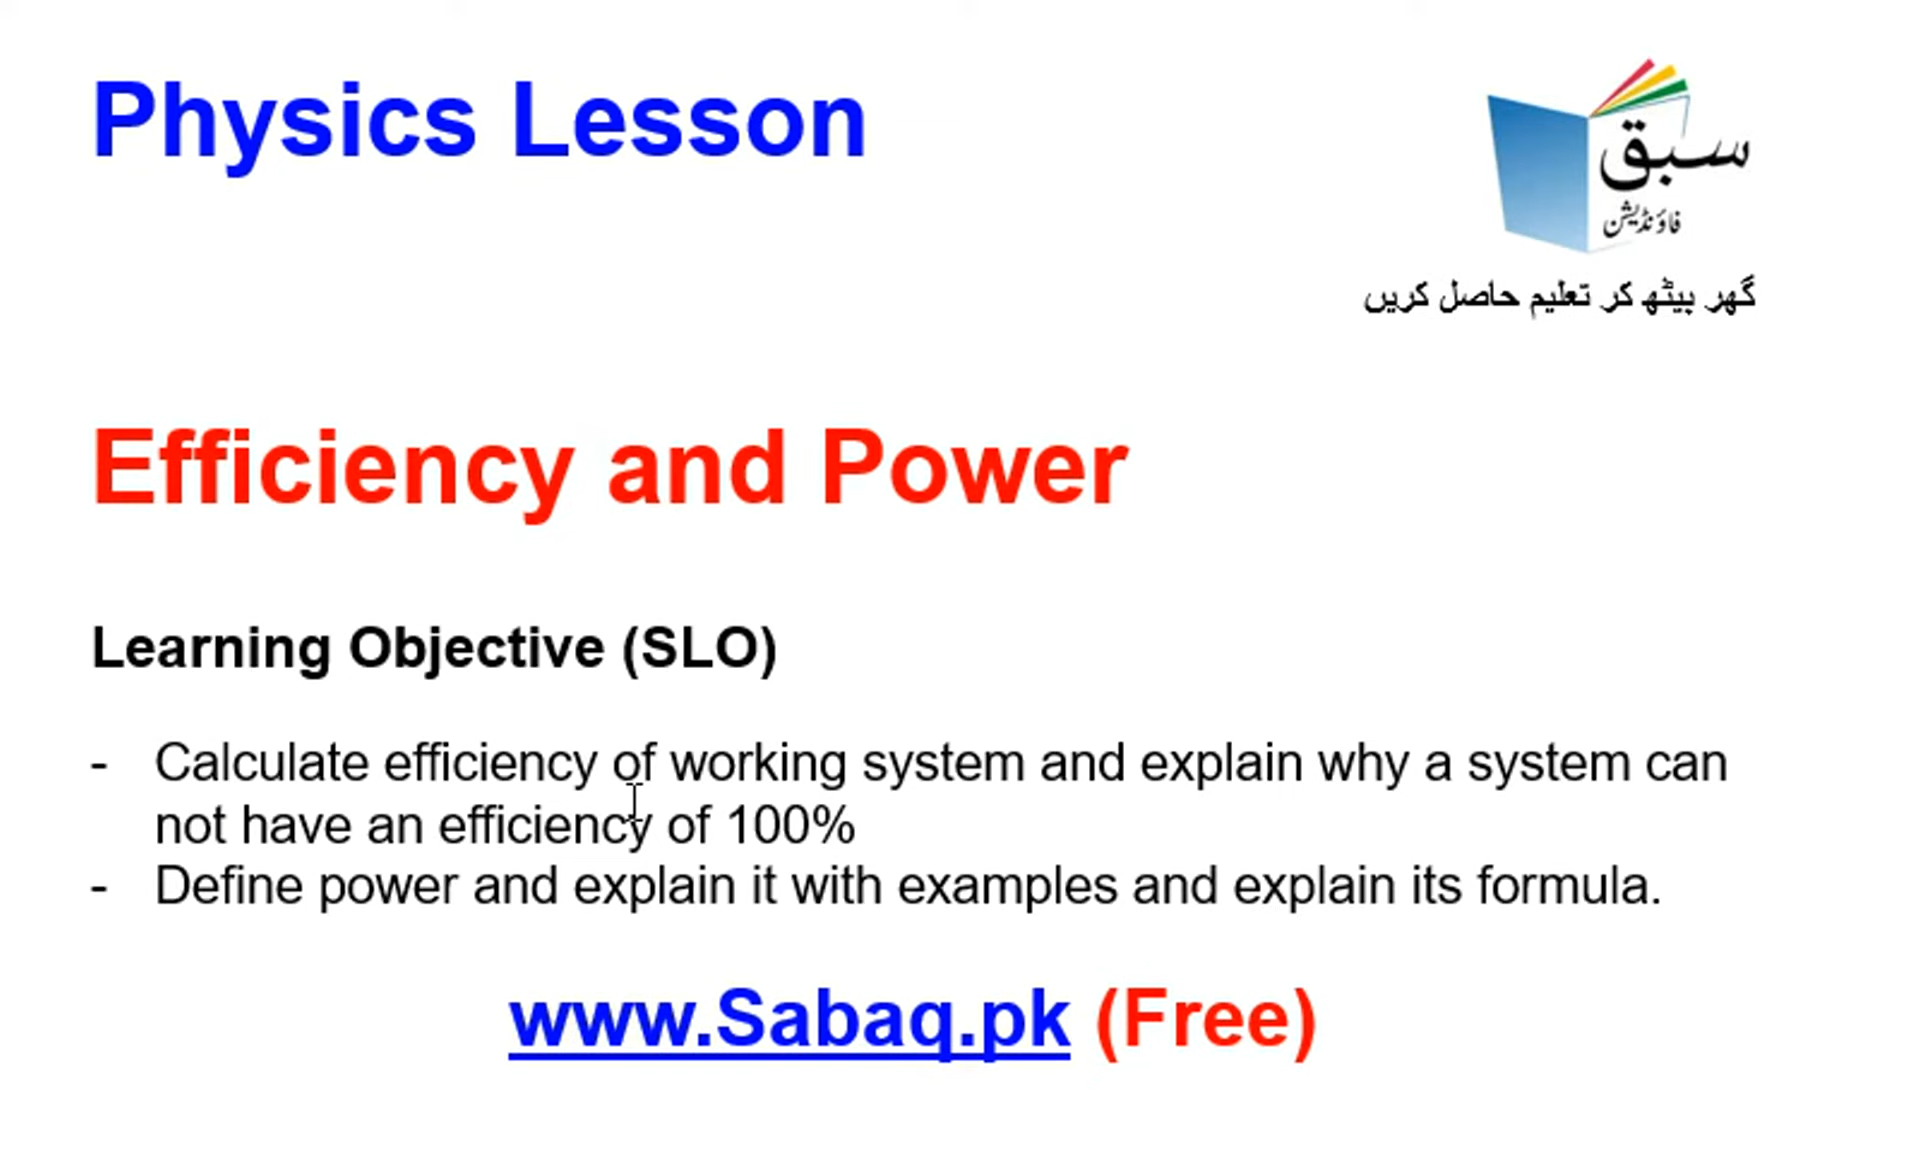 Physics Lesson
سبق
فاؤنڈیشن
گھر بیٹھ کر تعلیم حاصل کریں
Efficiency and Power
Learning Objective (SLO)
- Calculate efficiency of working system and explain why a system can
not have an efficiency of 100%
- Define power and explain it with examples and explain its formula.
www.Sabaq.pk (Free)